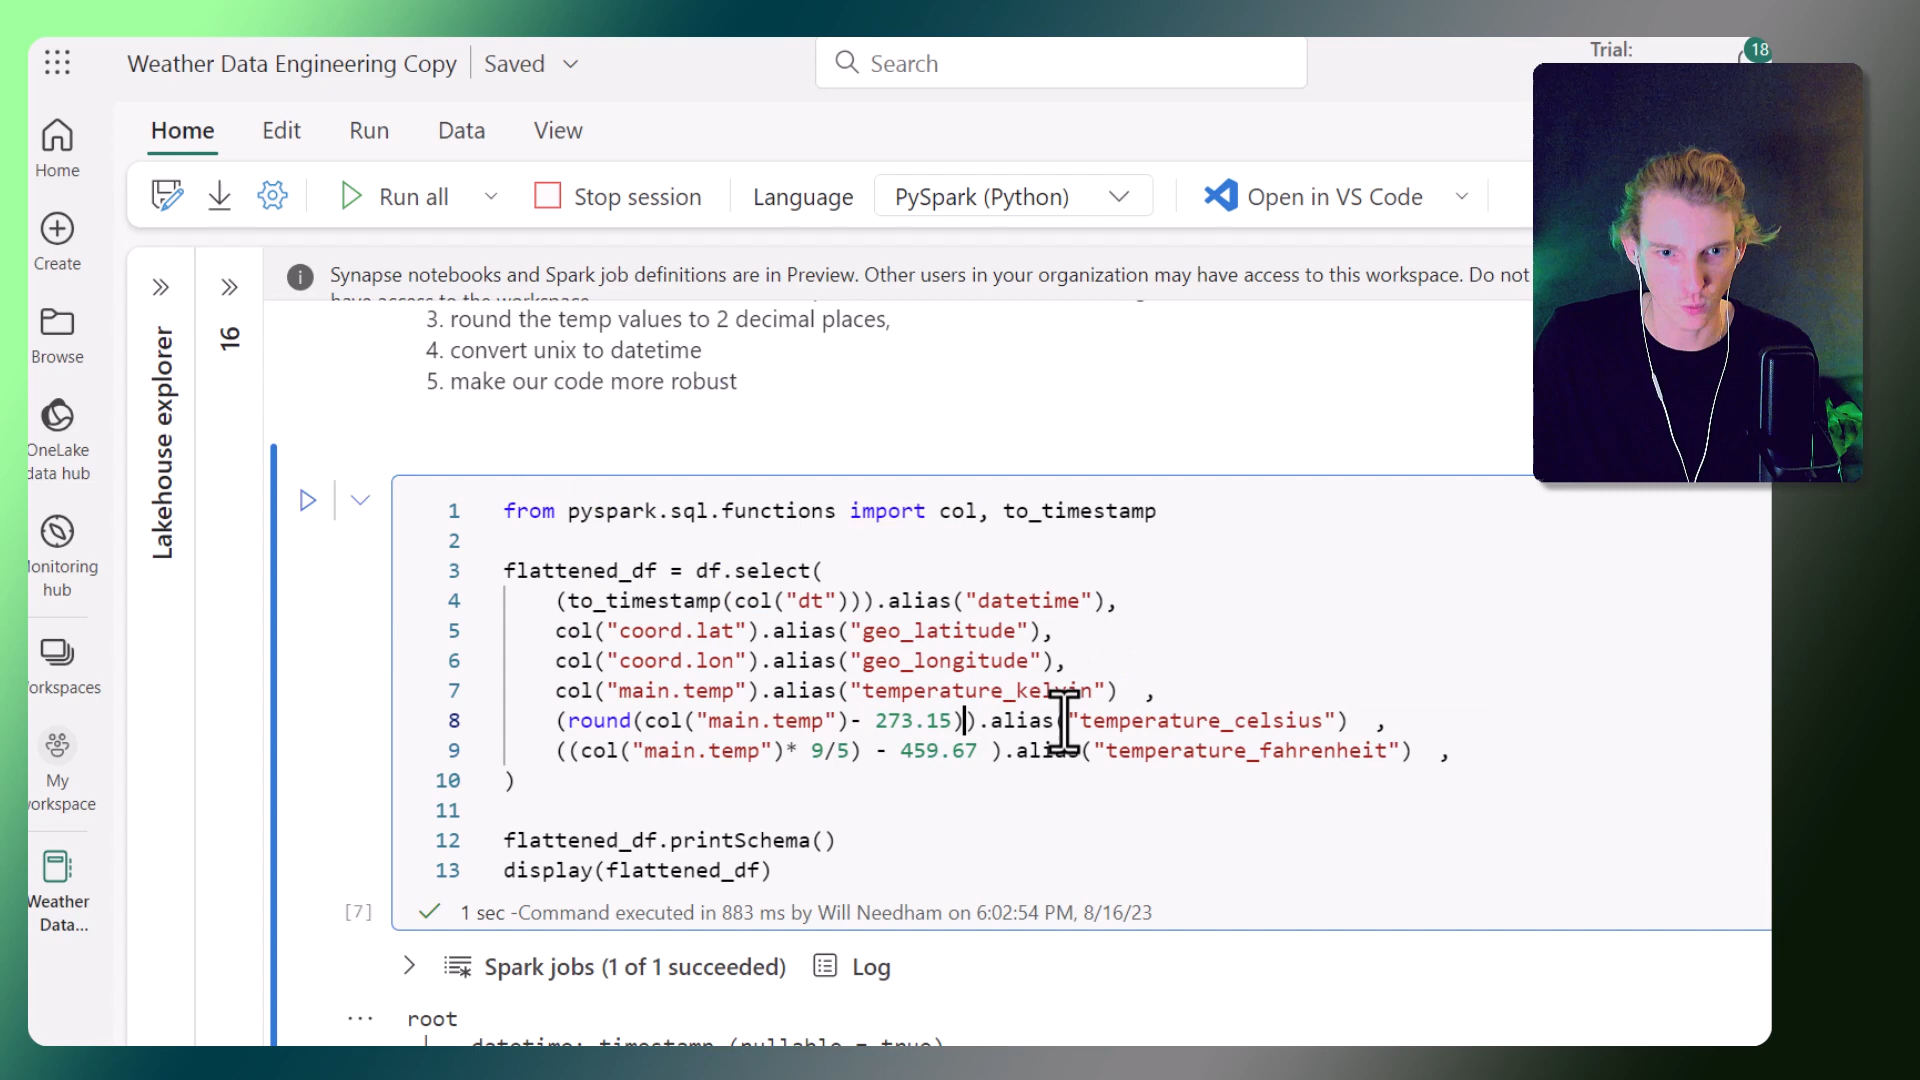 Weather Data Engineering Copy Saved
Search
Trial:
18
Home Edit Run Data View
Run all Stop session Language PySpark (Python) Open in VS Code
Home
Create
Browse
OneLake
data hub
Monitoring
hub
Workspaces
My
workspace
Weather
Data...
Lakehouse explorer
16
Synapse notebooks and Spark job definitions are in Preview. Other users in your organization may have access to this workspace. Do not
have access to the workspace
3. round the temp values to 2 decimal places,
4. convert unix to datetime
5. make our code more robust
1 from pyspark.sql.functions import col, to_timestamp
2
3 flattened_df = df.select(
4 (to_timestamp(col("dt"))).alias("datetime"),
5 col("coord.lat").alias("geo_latitude"),
6 col("coord.lon").alias("geo_longitude"),
7 col("main.temp").alias("temperature_kelvin") ,
8 (round(col("main.temp")- 273.15)).alias("temperature_celsius") ,
9 ((col("main.temp")* 9/5) - 459.67 ).alias("temperature_fahrenheit") ,
10 )
11
12 flattened_df.printSchema()
13 display(flattened_df)
[7] 1 sec -Command executed in 883 ms by Will Needham on 6:02:54 PM, 8/16/23
Spark jobs (1 of 1 succeeded) Log
... root
datetime: timestamp (nullable = true)